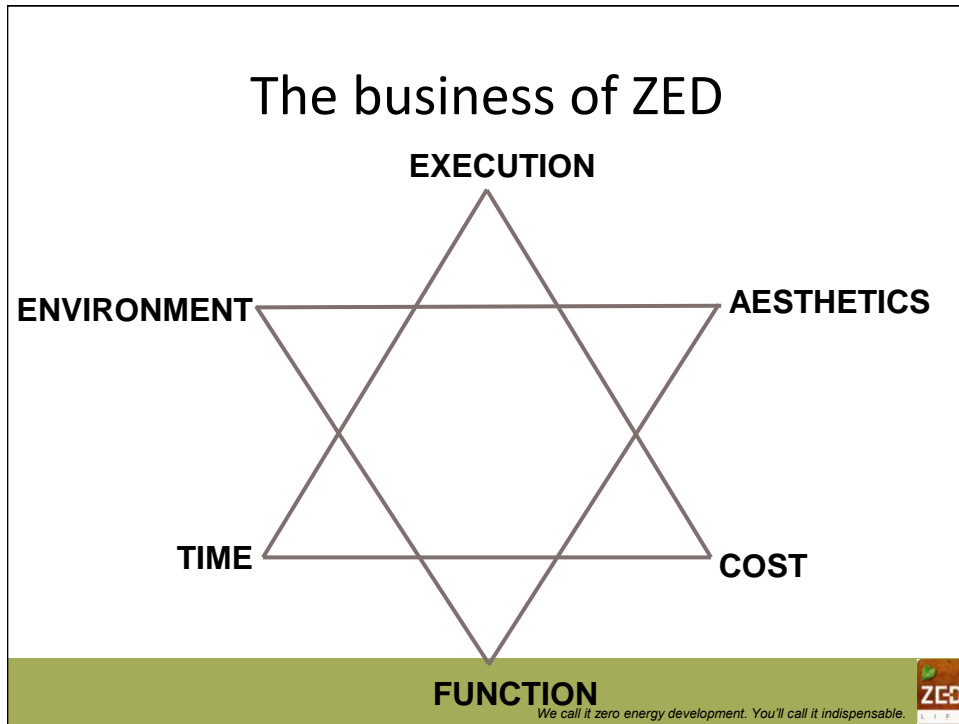 The business of ZED
EXECUTION
ENVIRONMENT
AESTHETICS
TIME
COST
FUNCTION
We call it zero energy development. You'll call it indispensable.
ZED
L I F